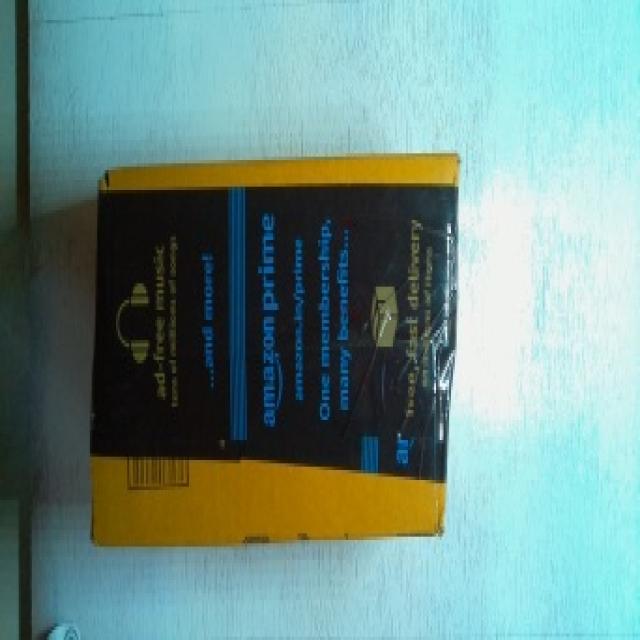 ad-free music
tens of millions of songs
...and more!
amazon prime
amazon.in/prime
One membership,
many benefits...
free, fast delivery